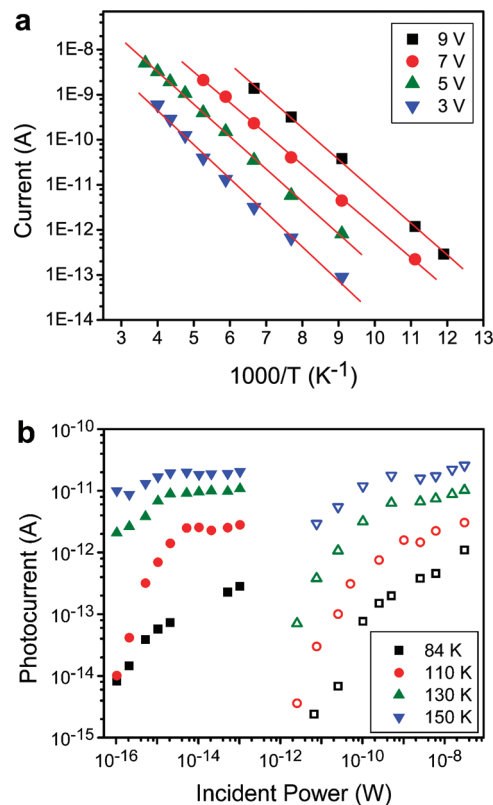 a
1E-8
1E-9
1E-10
1E-11
1E-12
1E-13
1E-14
Current (A)
9 V
7 V
5 V
3 V
3 4 5 6 7 8 9 10 11 12 13
1000/T (K⁻¹)
b
10⁻¹⁰
10⁻¹¹
10⁻¹²
10⁻¹³
10⁻¹⁴
10⁻¹⁵
Photocurrent (A)
84 K
110 K
130 K
150 K
10⁻¹⁶ 10⁻¹⁴ 10⁻¹² 10⁻¹⁰ 10⁻⁸
Incident Power (W)